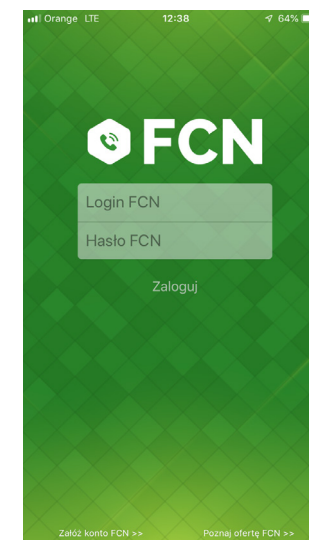 Orange LTE 12:38 64%
FCN
Login FCN
Hasło FCN
Zaloguj
Załóż konto FCN >> Poznaj ofertę FCN >>